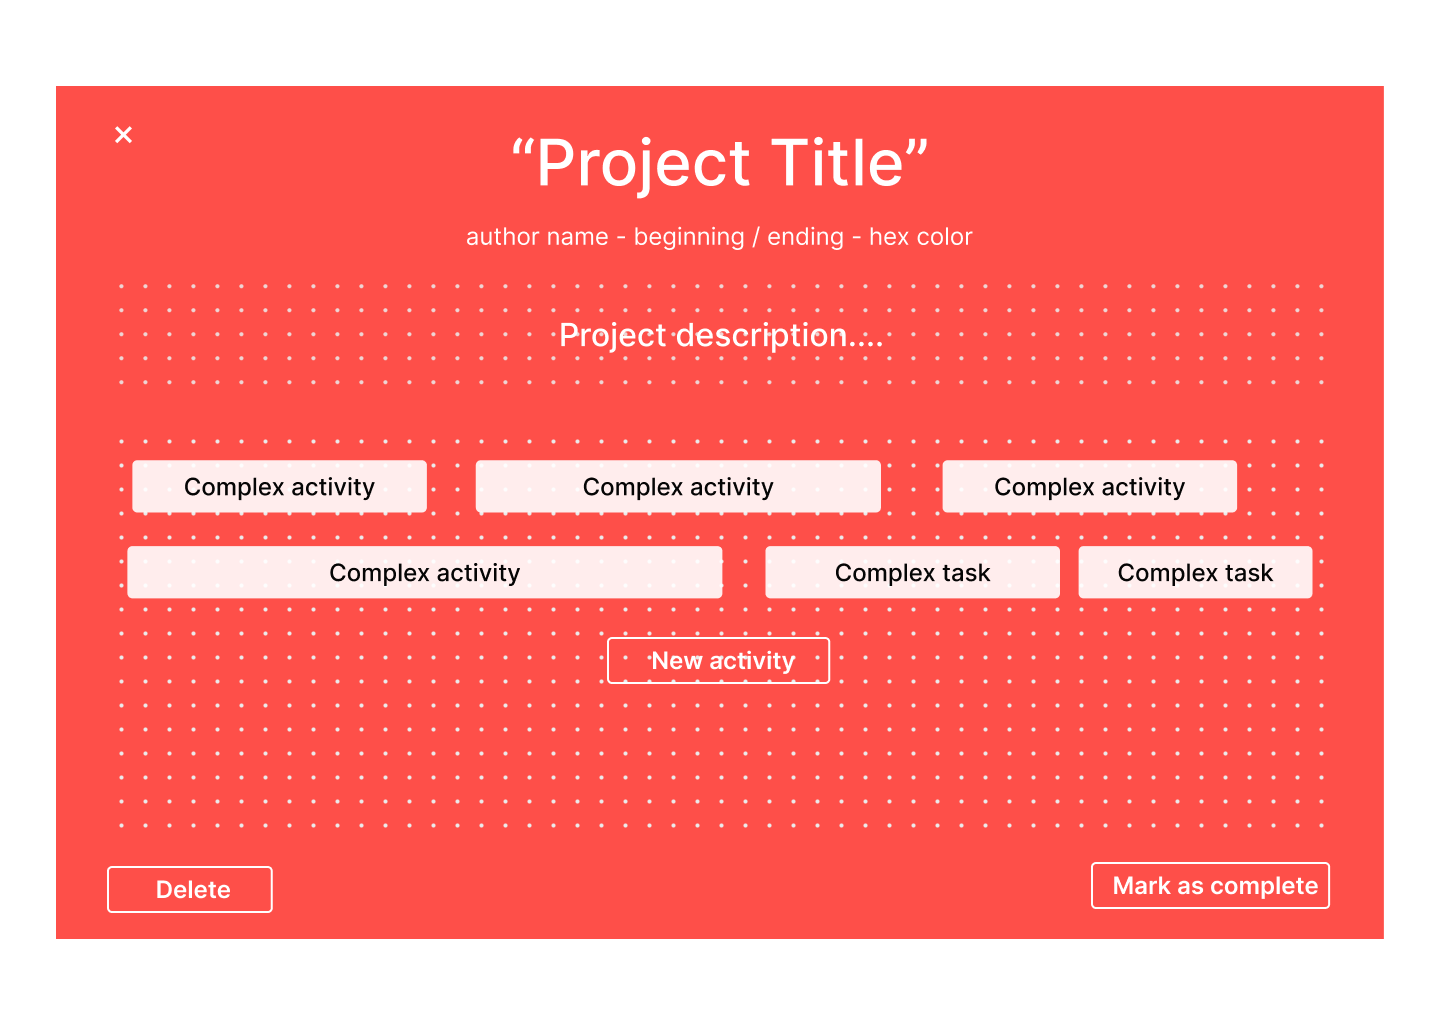 “Project Title”
author name - beginning / ending - hex color
Project description....
Complex activity
Complex activity
Complex activity
Complex activity
Complex task
Complex task
New activity
Delete
Mark as complete